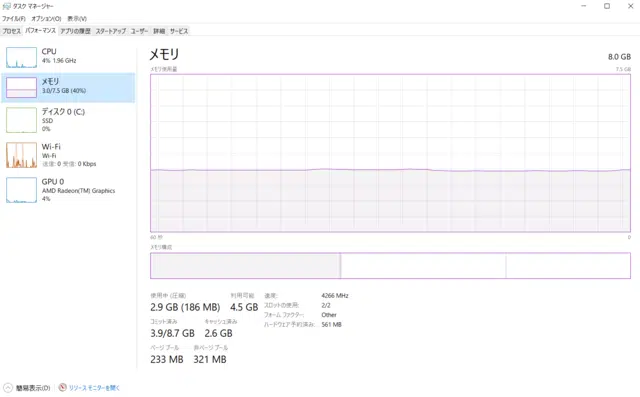 タスク マネージャー
ファイル(F) オプション(O) 表示(V)
プロセス パフォーマンス アプリの履歴 スタートアップ ユーザー 詳細 サービス
CPU
4% 1.96 GHz
メモリ
3.0/7.5 GB (40%)
ディスク 0 (C:)
SSD
0%
Wi-Fi
Wi-Fi
送信: 0 受信: 0 Kbps
GPU 0
AMD Radeon(TM) Graphics
4%
メモリ 8.0 GB
メモリ使用量 7.5 GB
60 秒 0
メモリ構成
使用中 (圧縮) 利用可能
2.9 GB (186 MB) 4.5 GB
コミット済み キャッシュ済み
3.9/8.7 GB 2.6 GB
ページ プール 非ページ プール
233 MB 321 MB
速度: 4266 MHz
スロットの使用: 2/2
フォーム ファクター: Other
ハードウェア予約済み: 561 MB
簡易表示(D) リソース モニターを開く